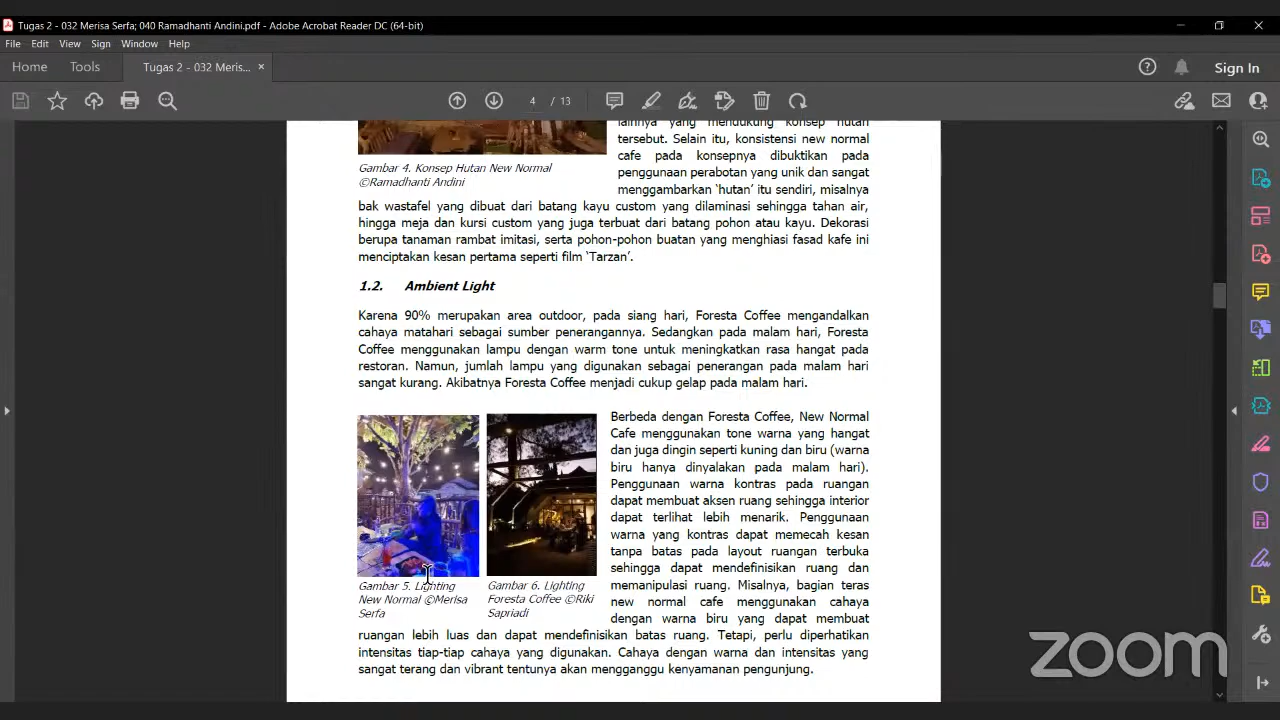 Tugas 2 - 032 Merisa Serfa; 040 Ramadhanti Andini.pdf - Adobe Acrobat Reader DC (64-bit)
File Edit View Sign Window Help
Home Tools Tugas 2 - 032 Meris... × Sign In
4 / 13
lainnya yang mendukung konsep hutan
tersebut. Selain itu, konsistensi new normal
cafe pada konsepnya dibuktikan pada
penggunaan perabotan yang unik dan sangat
menggambarkan 'hutan' itu sendiri, misalnya
Gambar 4. Konsep Hutan New Normal
©Ramadhanti Andini
bak wastafel yang dibuat dari batang kayu custom yang dilaminasi sehingga tahan air,
hingga meja dan kursi custom yang juga terbuat dari batang pohon atau kayu. Dekorasi
berupa tanaman rambat imitasi, serta pohon-pohon buatan yang menghiasi fasad kafe ini
menciptakan kesan pertama seperti film 'Tarzan'.
1.2. Ambient Light
Karena 90% merupakan area outdoor, pada siang hari, Foresta Coffee mengandalkan
cahaya matahari sebagai sumber penerangannya. Sedangkan pada malam hari, Foresta
Coffee menggunakan lampu dengan warm tone untuk meningkatkan rasa hangat pada
restoran. Namun, jumlah lampu yang digunakan sebagai penerangan pada malam hari
sangat kurang. Akibatnya Foresta Coffee menjadi cukup gelap pada malam hari.
Berbeda dengan Foresta Coffee, New Normal
Cafe menggunakan tone warna yang hangat
dan juga dingin seperti kuning dan biru (warna
biru hanya dinyalakan pada malam hari).
Penggunaan warna kontras pada ruangan
dapat membuat aksen ruang sehingga interior
dapat terlihat lebih menarik. Penggunaan
warna yang kontras dapat memecah kesan
tanpa batas pada layout ruangan terbuka
sehingga dapat mendefinisikan ruang dan
memanipulasi ruang. Misalnya, bagian teras
new normal cafe menggunakan cahaya
dengan warna biru yang dapat membuat
Gambar 5. Lighting
New Normal ©Merisa
Serfa
Gambar 6. Lighting
Foresta Coffee ©Riki
Sapriadi
ruangan lebih luas dan dapat mendefinisikan batas ruang. Tetapi, perlu diperhatikan
intensitas tiap-tiap cahaya yang digunakan. Cahaya dengan warna dan intensitas yang
sangat terang dan vibrant tentunya akan mengganggu kenyamanan pengunjung.
zoom